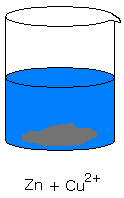 Zn + Cu²⁺